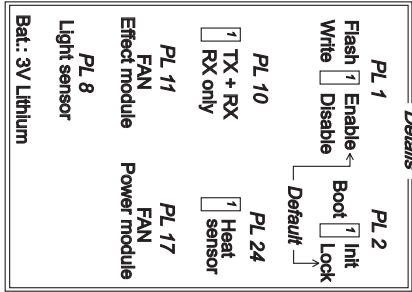 Details
PL 1
Flash 1 Enable
Write Disable
PL 2
Boot 1 Init
Lock
Default
PL 10
1 TX + RX
RX only
PL 24
1 Heat
sensor
PL 11
FAN
Effect module
PL 17
FAN
Power module
PL 8
Light sensor
Bat.: 3V Lithium